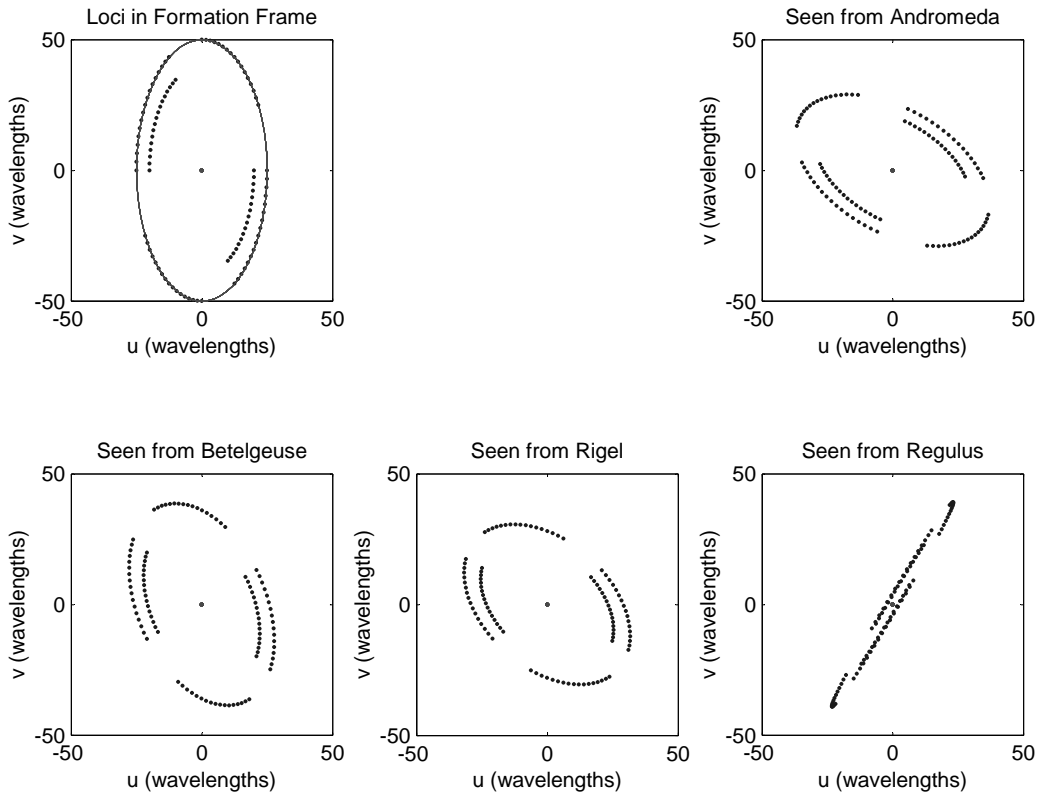 Loci in Formation Frame
50
0
-50
-50
0
50
u (wavelengths)
v (wavelengths)
Seen from Andromeda
50
0
-50
-50
0
50
u (wavelengths)
v (wavelengths)
Seen from Betelgeuse
50
0
-50
-50
0
50
u (wavelengths)
v (wavelengths)
Seen from Rigel
50
0
-50
-50
0
50
u (wavelengths)
v (wavelengths)
Seen from Regulus
50
0
-50
-50
0
50
u (wavelengths)
v (wavelengths)